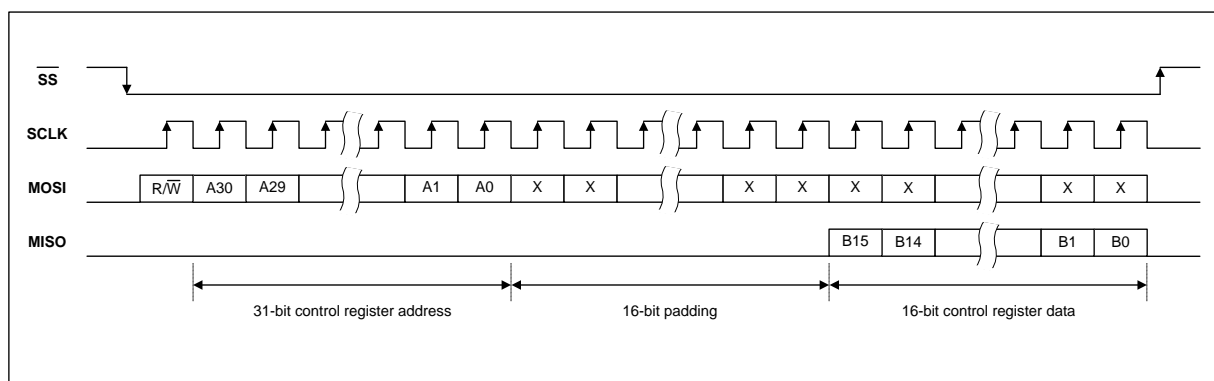 SS
SCLK
MOSI R/W A30 A29 A1 A0 X X X X X X X X
MISO B15 B14 B1 B0
31-bit control register address 16-bit padding 16-bit control register data